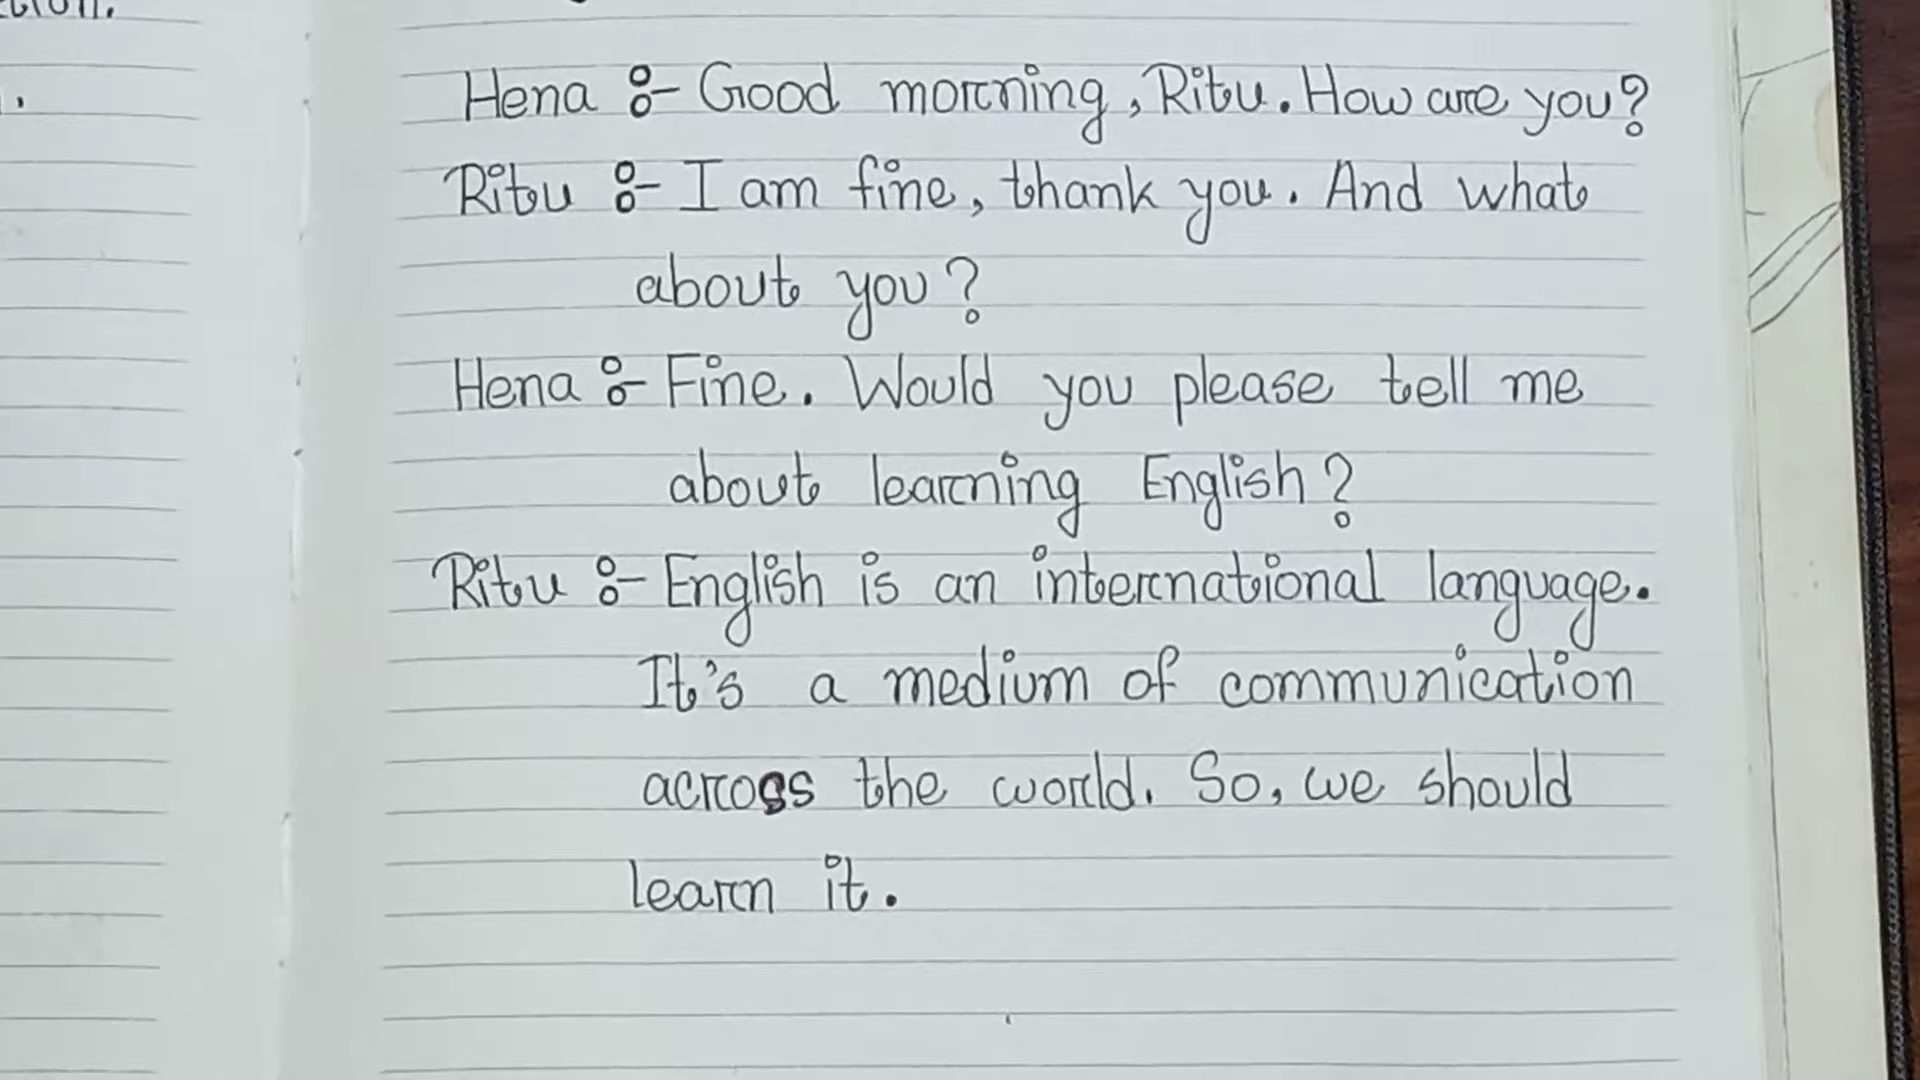 Hena :- Good morning, Ritu. How are you?
Ritu :- I am fine, thank you. And what
about you?
Hena :- Fine. Would you please tell me
about learning English?
Ritu :- English is an international language.
It's a medium of communication
across the world. So, we should
learn it.